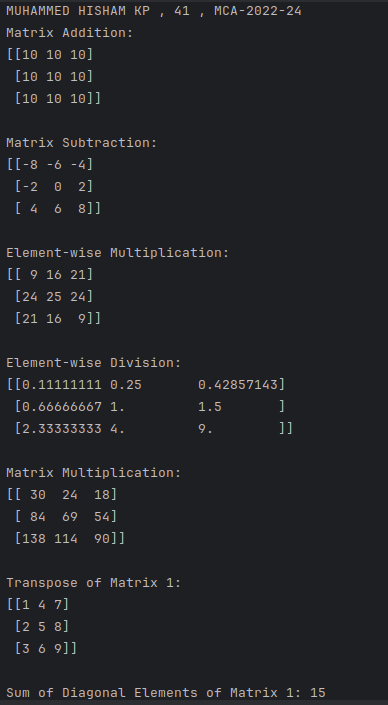 MUHAMMED HISHAM KP , 41 , MCA-2022-24
Matrix Addition:
[[10 10 10]
 [10 10 10]
 [10 10 10]]

Matrix Subtraction:
[[-8 -6 -4]
 [-2  0  2]
 [ 4  6  8]]

Element-wise Multiplication:
[[ 9 16 21]
 [24 25 24]
 [21 16  9]]

Element-wise Division:
[[0.11111111 0.25       0.42857143]
 [0.66666667 1.         1.5       ]
 [2.33333333 4.         9.        ]]

Matrix Multiplication:
[[ 30  24  18]
 [ 84  69  54]
 [138 114  90]]

Transpose of Matrix 1:
[[1 4 7]
 [2 5 8]
 [3 6 9]]

Sum of Diagonal Elements of Matrix 1: 15